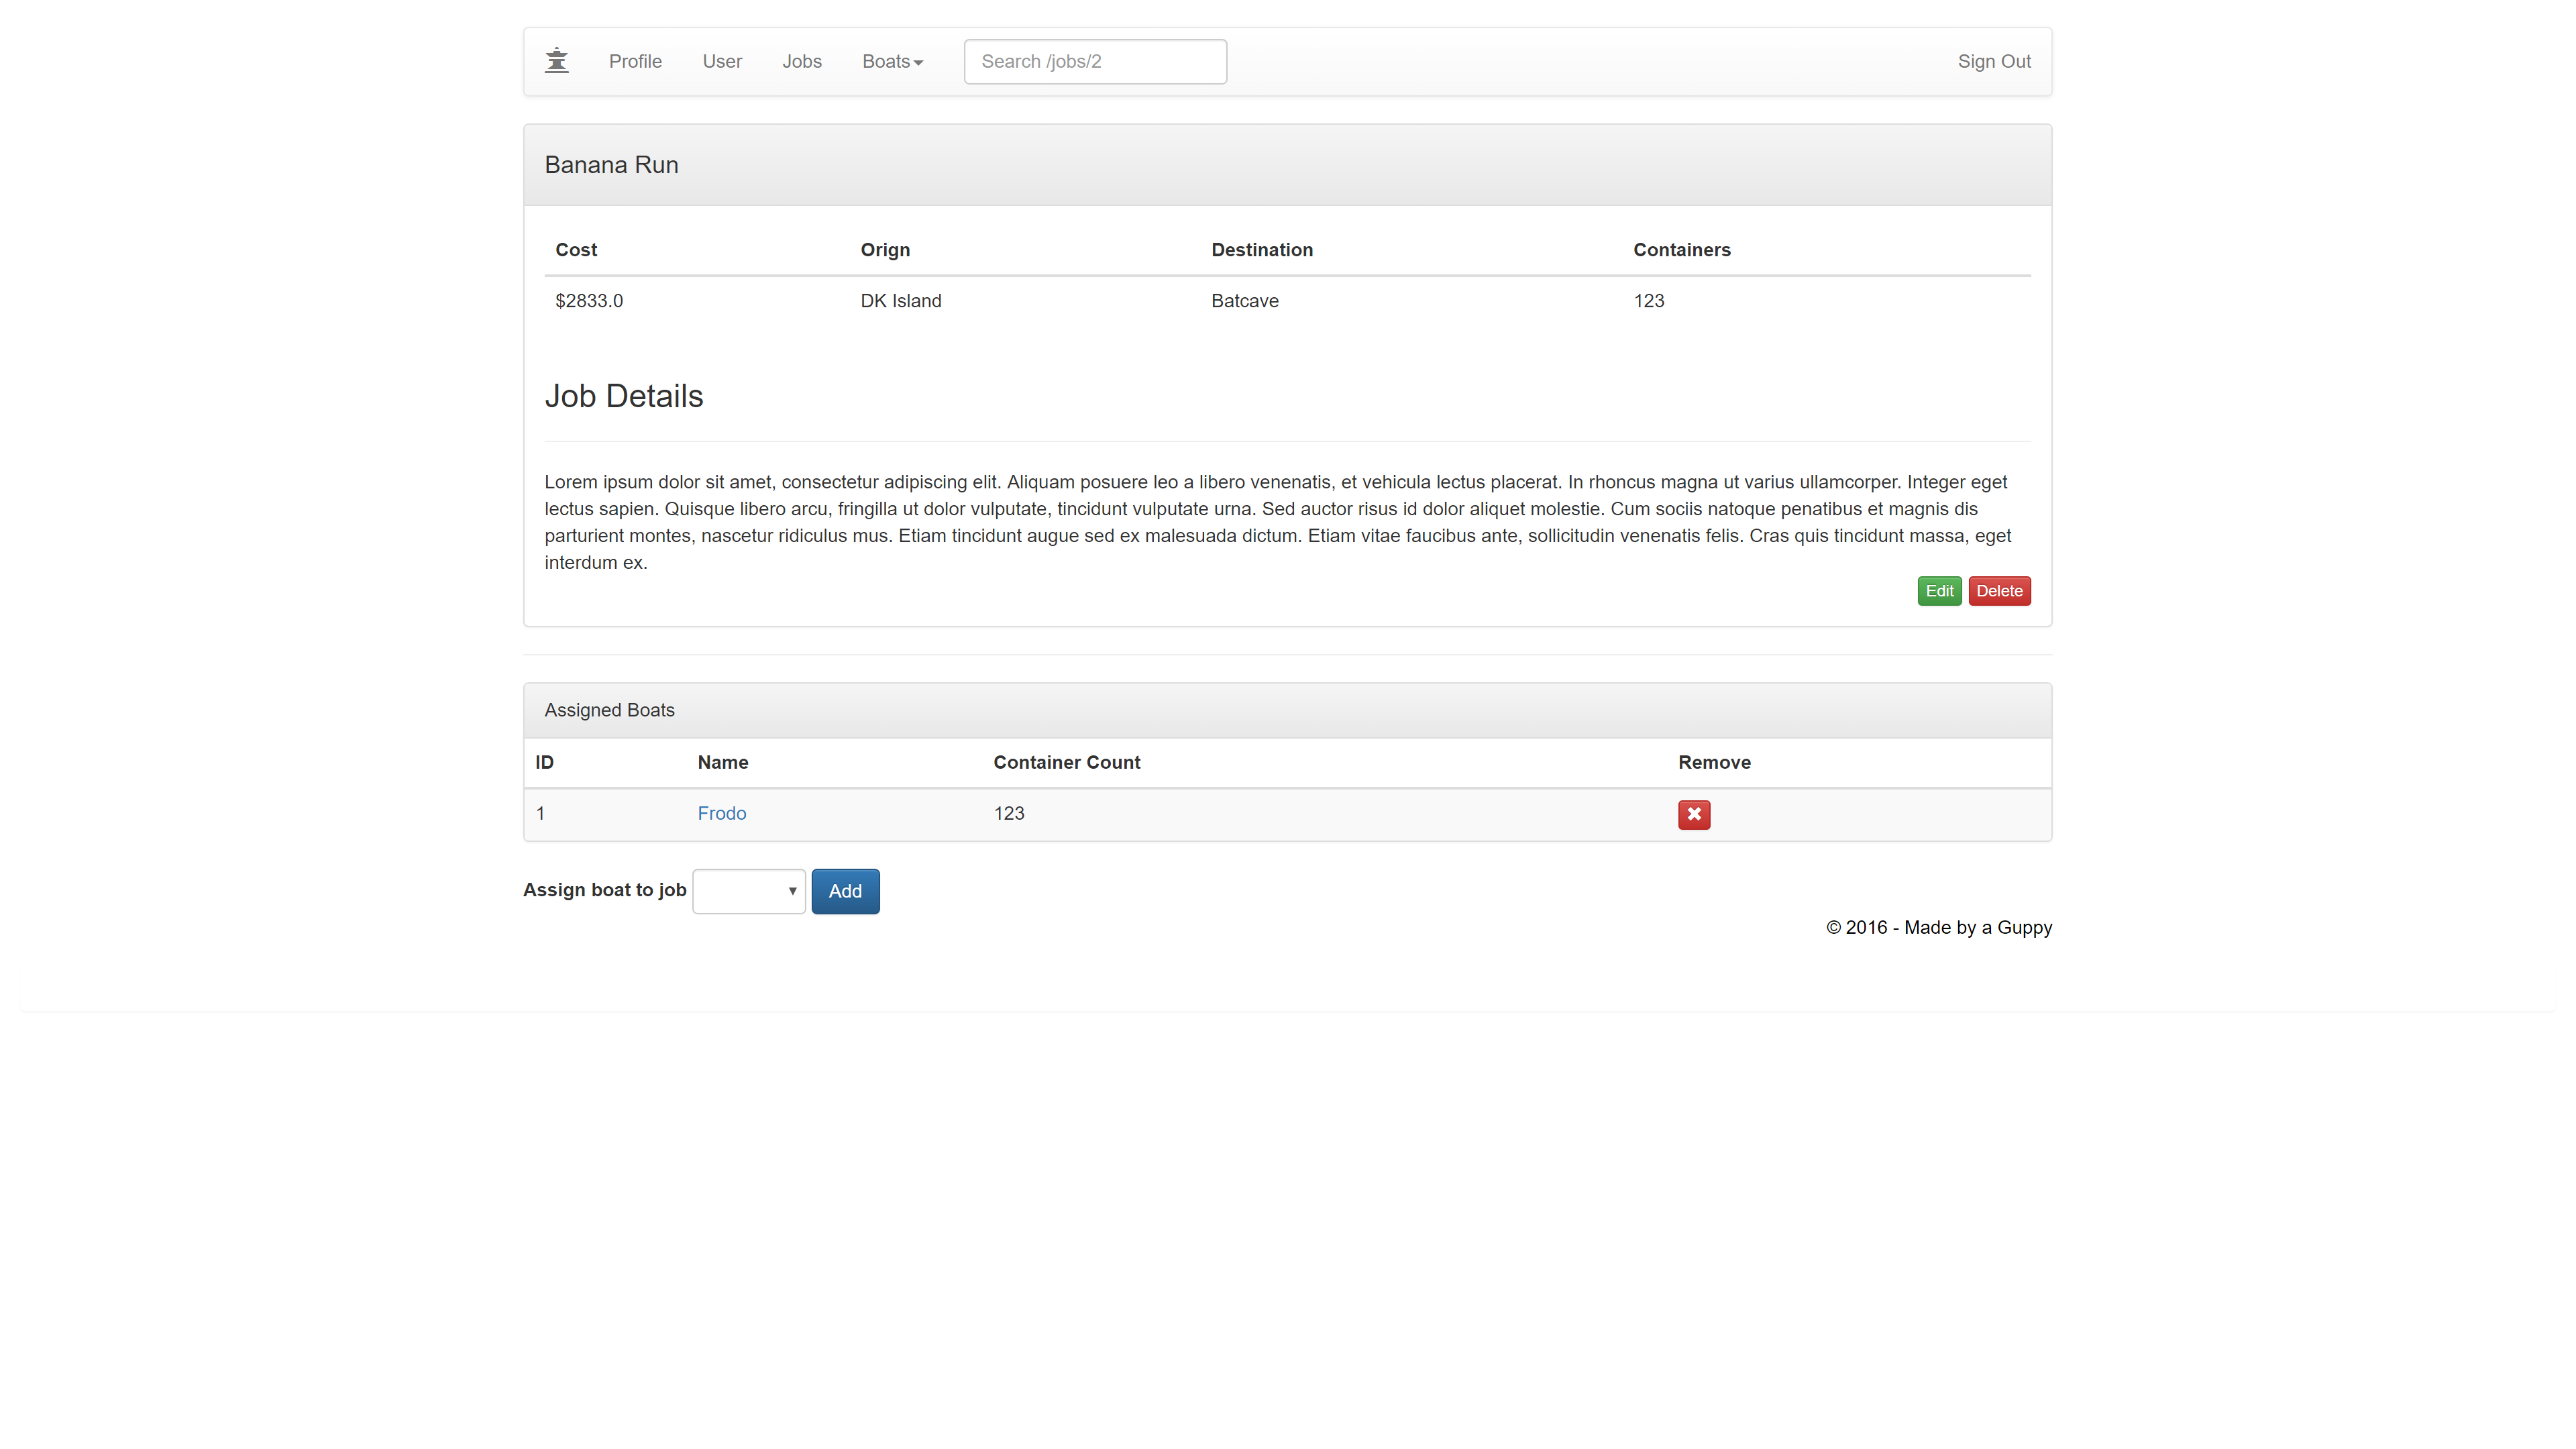 Profile User Jobs Boats Search /jobs/2 Sign Out
Banana Run
Cost Orign Destination Containers
$2833.0 DK Island Batcave 123
Job Details
Lorem ipsum dolor sit amet, consectetur adipiscing elit. Aliquam posuere leo a libero venenatis, et vehicula lectus placerat. In rhoncus magna ut varius ullamcorper. Integer eget
lectus sapien. Quisque libero arcu, fringilla ut dolor vulputate, tincidunt vulputate urna. Sed auctor risus id dolor aliquet molestie. Cum sociis natoque penatibus et magnis dis
parturient montes, nascetur ridiculus mus. Etiam tincidunt augue sed ex malesuada dictum. Etiam vitae faucibus ante, sollicitudin venenatis felis. Cras quis tincidunt massa, eget
interdum ex.
Edit Delete
Assigned Boats
ID Name Container Count Remove
1 Frodo 123
Assign boat to job Add
© 2016 - Made by a Guppy